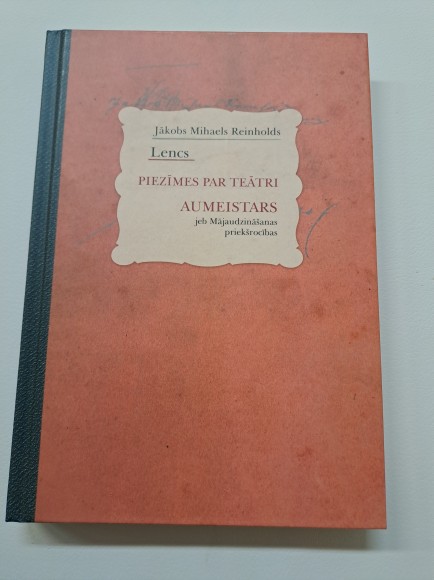 Jākobs Mihaels Reinholds
Lencs
PIEZĪMES PAR TEĀTRI
AUMEISTARS
jeb Mājaudzināšanas
priekšrocības